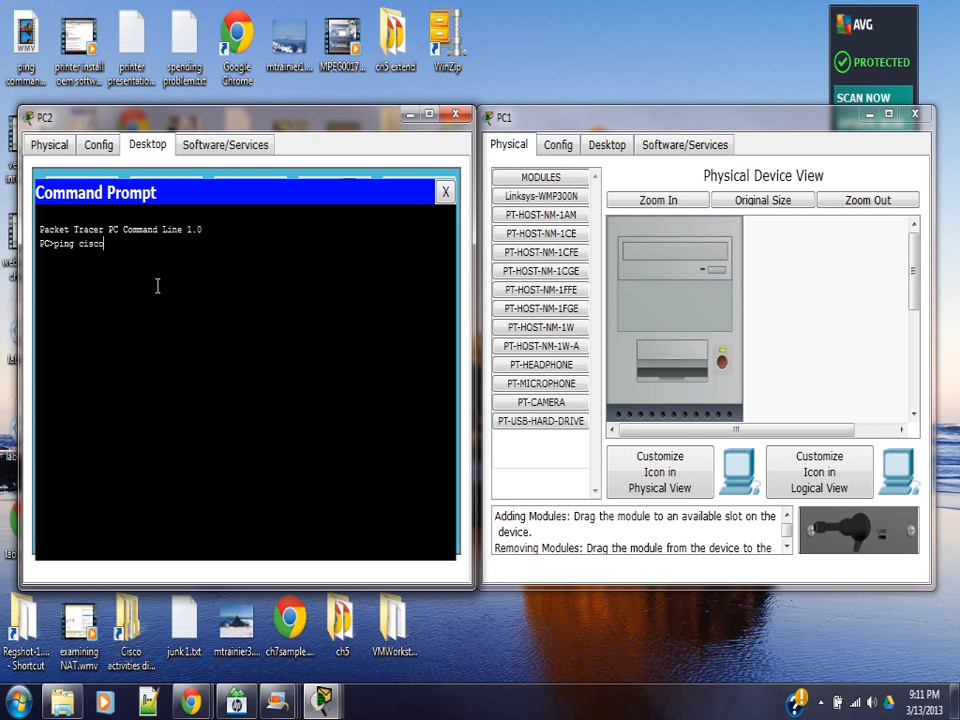 ping
comman...
printer install
oem softw...
printer
presentatio...
spending
problem.txt
Google
Chrome
mtrainier1....
MPEG0017...
ch5 extend
WinZip
AVG
PROTECTED
SCAN NOW
PC2
Physical
Config
Desktop
Software/Services
Command Prompt
X
Packet Tracer PC Command Line 1.0
PC>ping cisco
PC1
Physical
Config
Desktop
Software/Services
MODULES
Linksys-WMP300N
PT-HOST-NM-1AM
PT-HOST-NM-1CE
PT-HOST-NM-1CFE
PT-HOST-NM-1CGE
PT-HOST-NM-1FFE
PT-HOST-NM-1FGE
PT-HOST-NM-1W
PT-HOST-NM-1W-A
PT-HEADPHONE
PT-MICROPHONE
PT-CAMERA
PT-USB-HARD-DRIVE
Physical Device View
Zoom In
Original Size
Zoom Out
Customize
Icon in
Physical View
Customize
Icon in
Logical View
Adding Modules: Drag the module to an available slot on the
device.
Removing Modules: Drag the module from the device to the
Regshot-1....
- Shortcut
examining
NAT.wmv
Cisco
activities di...
junk1.txt
mtrainier3....
ch7sample....
ch5
VMWorkst...
9:11 PM
3/13/2013